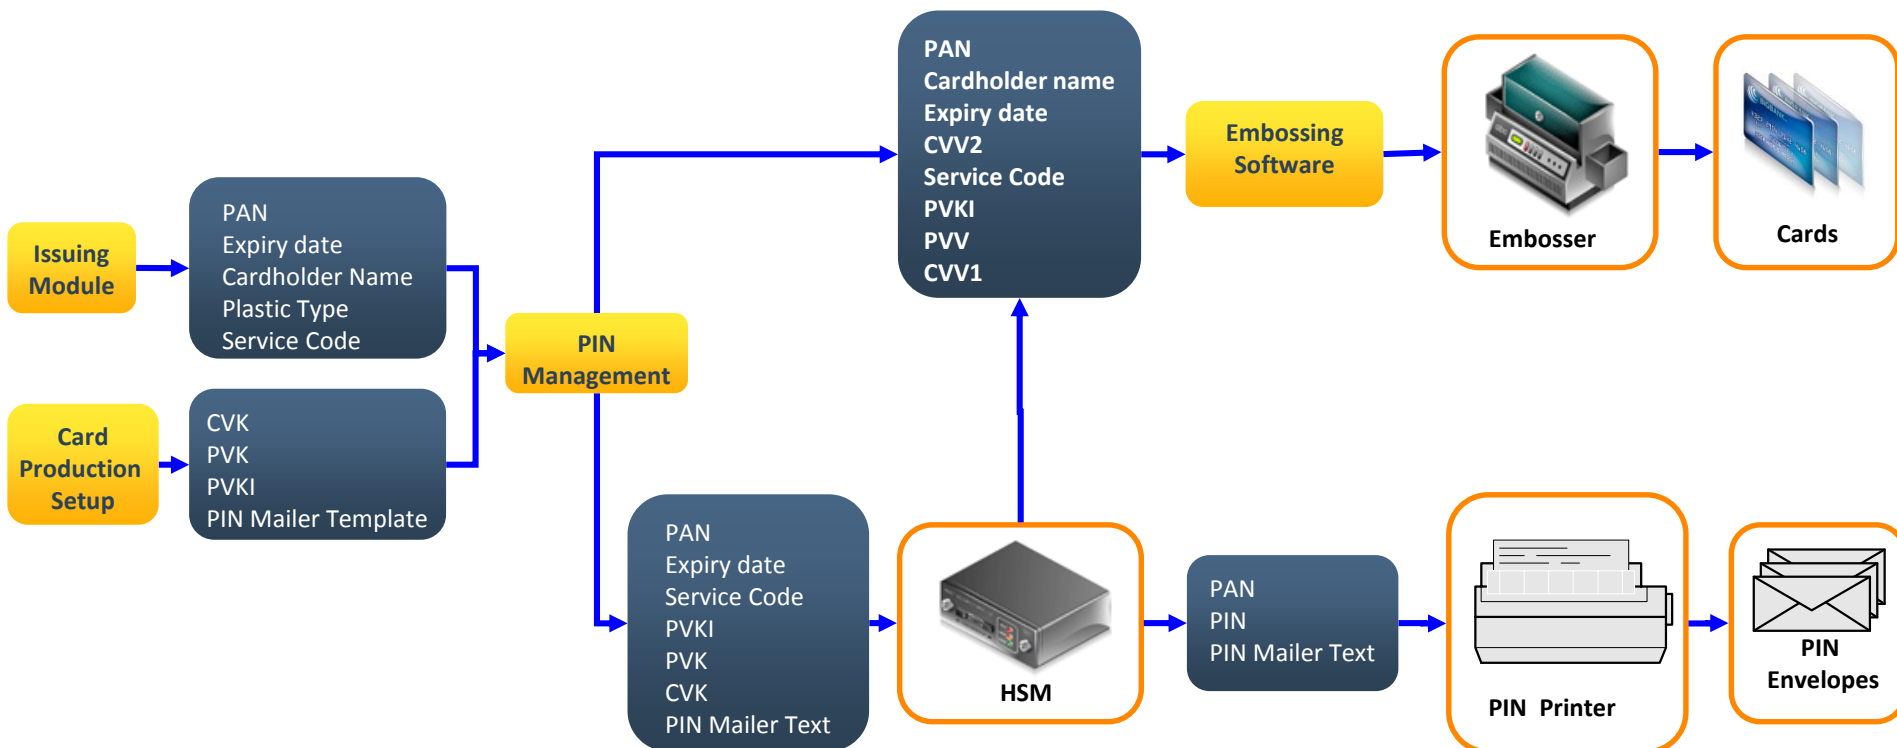 Issuing
Module
PAN
Expiry date
Cardholder Name
Plastic Type
Service Code
Card
Production
Setup
CVK
PVK
PVKI
PIN Mailer Template
PIN
Management
PAN
Cardholder name
Expiry date
CVV2
Service Code
PVKI
PVV
CVV1
Embossing
Software
Embosser
Cards
PAN
Expiry date
Service Code
PVKI
PVK
CVK
PIN Mailer Text
HSM
PAN
PIN
PIN Mailer Text
PIN Printer
PIN
Envelopes